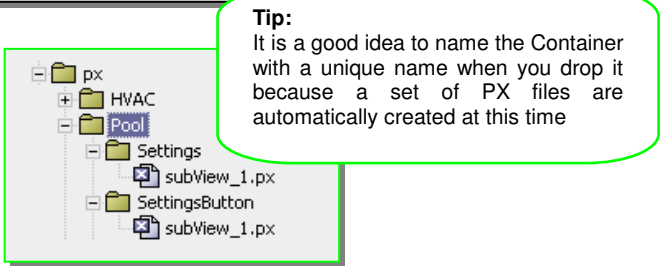 Tip:
It is a good idea to name the Container
with a unique name when you drop it
because a set of PX files are
automatically created at this time
px
HVAC
Pool
Settings
subView_1.px
SettingsButton
subView_1.px